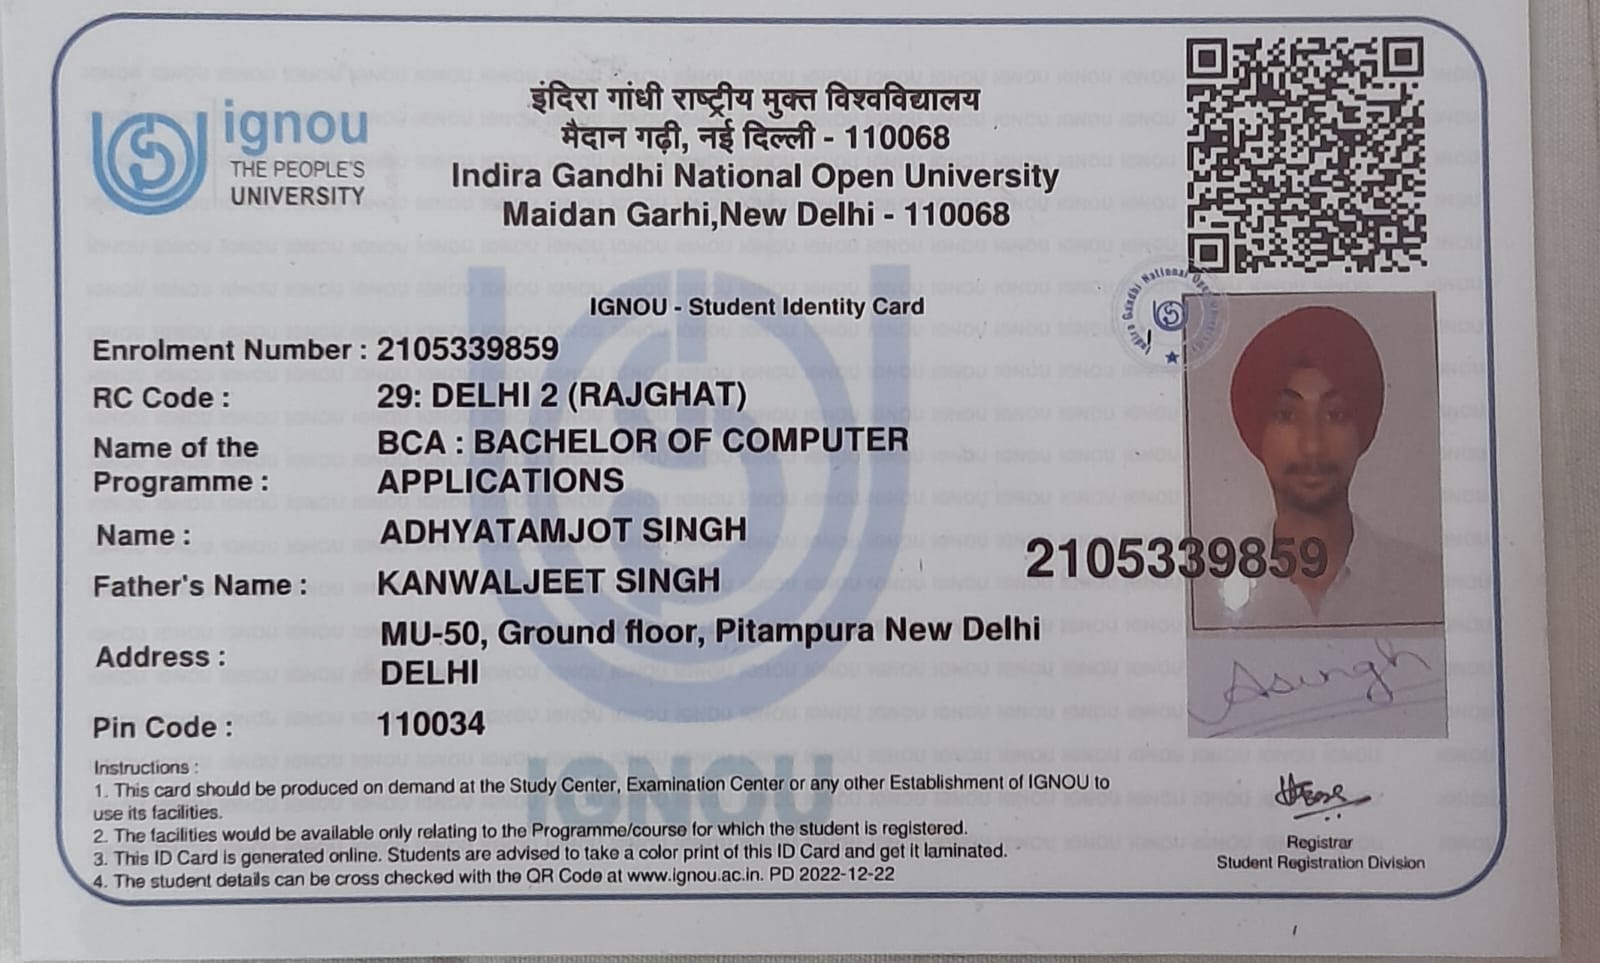 इंदिरा गांधी राष्ट्रीय मुक्त विश्वविद्यालय
मैदान गढ़ी, नई दिल्ली - 110068
Indira Gandhi National Open University
Maidan Garhi,New Delhi - 110068
ignou
THE PEOPLE'S
UNIVERSITY
IGNOU - Student Identity Card
Indira Gandhi National
Enrolment Number : 2105339859
RC Code : 29: DELHI 2 (RAJGHAT)
Name of the BCA : BACHELOR OF COMPUTER
Programme : APPLICATIONS
Name : ADHYATAMJOT SINGH
2105339859
Father's Name : KANWALJEET SINGH
Address : MU-50, Ground floor, Pitampura New Delhi
DELHI
Asingh
Pin Code : 110034
IGNOU
Instructions :
1. This card should be produced on demand at the Study Center, Examination Center or any other Establishment of IGNOU to
use its facilities.
2. The facilities would be available only relating to the Programme/course for which the student is registered.
3. This ID Card is generated online. Students are advised to take a color print of this ID Card and get it laminated.
4. The student details can be cross checked with the QR Code at www.ignou.ac.in. PD 2022-12-22
Registrar
Student Registration Division